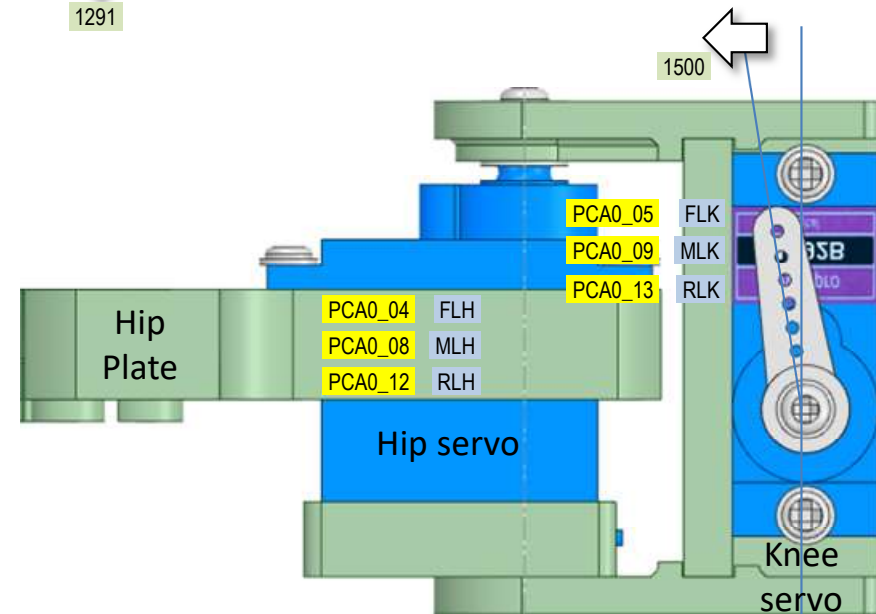 1291
1500
PCA0_05 FLK
PCA0_09 MLK
PCA0_13 RLK
PCA0_04 FLH
PCA0_08 MLH
PCA0_12 RLH
Hip
Plate
Hip servo
92B
Knee
servo